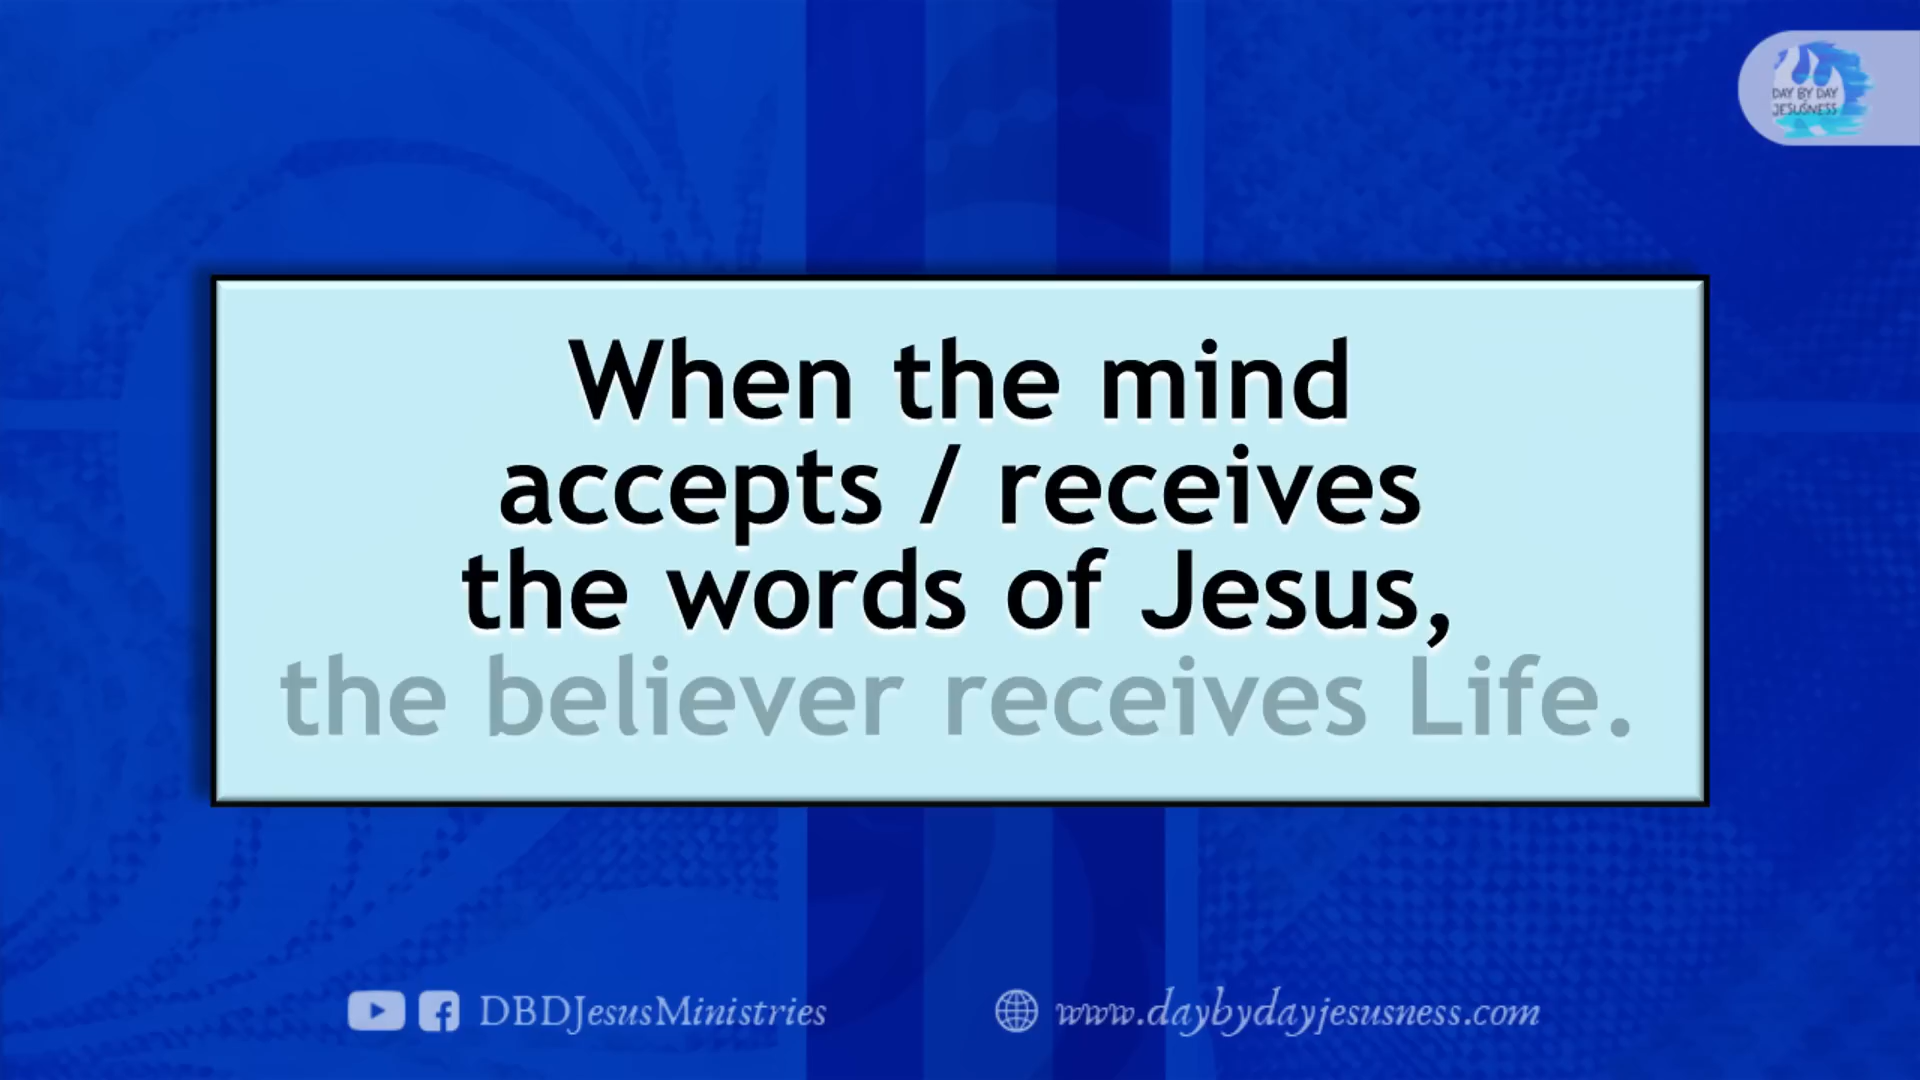 DAY BY DAY
JESUSNESS
When the mind
accepts / receives
the words of Jesus,
the believer receives Life.
DBDJesusMinistries
www.daybydayjesusness.com